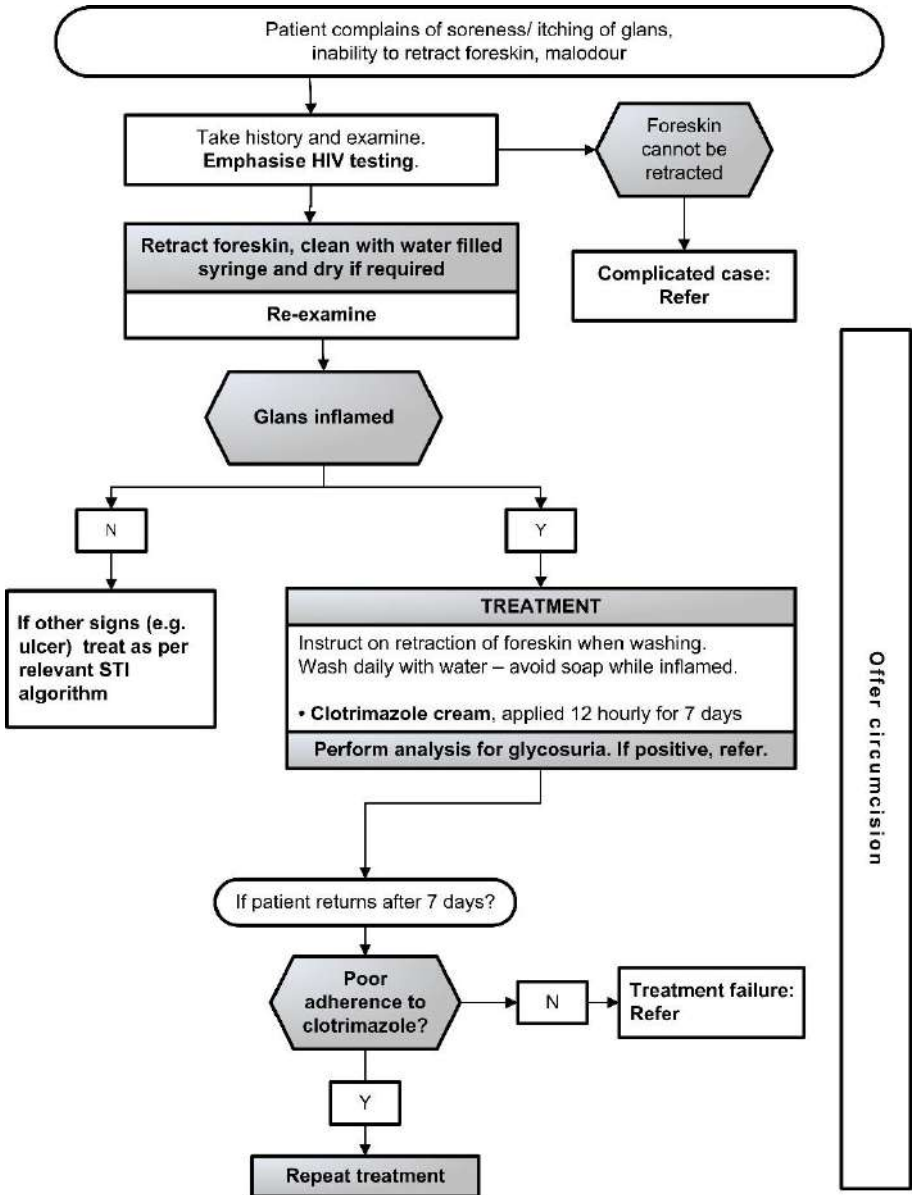 Patient complains of soreness/ itching of glans,
inability to retract foreskin, malodour
Take history and examine.
Emphasise HIV testing.
Foreskin
cannot be
retracted
Retract foreskin, clean with water filled
syringe and dry if required
Re-examine
Complicated case:
Refer
Glans inflamed
N
Y
If other signs (e.g.
ulcer) treat as per
relevant STI
algorithm
TREATMENT
Instruct on retraction of foreskin when washing.
Wash daily with water – avoid soap while inflamed.
• Clotrimazole cream, applied 12 hourly for 7 days
Perform analysis for glycosuria. If positive, refer.
If patient returns after 7 days?
Poor
adherence to
clotrimazole?
N
Treatment failure:
Refer
Y
Repeat treatment
Offer circumcision